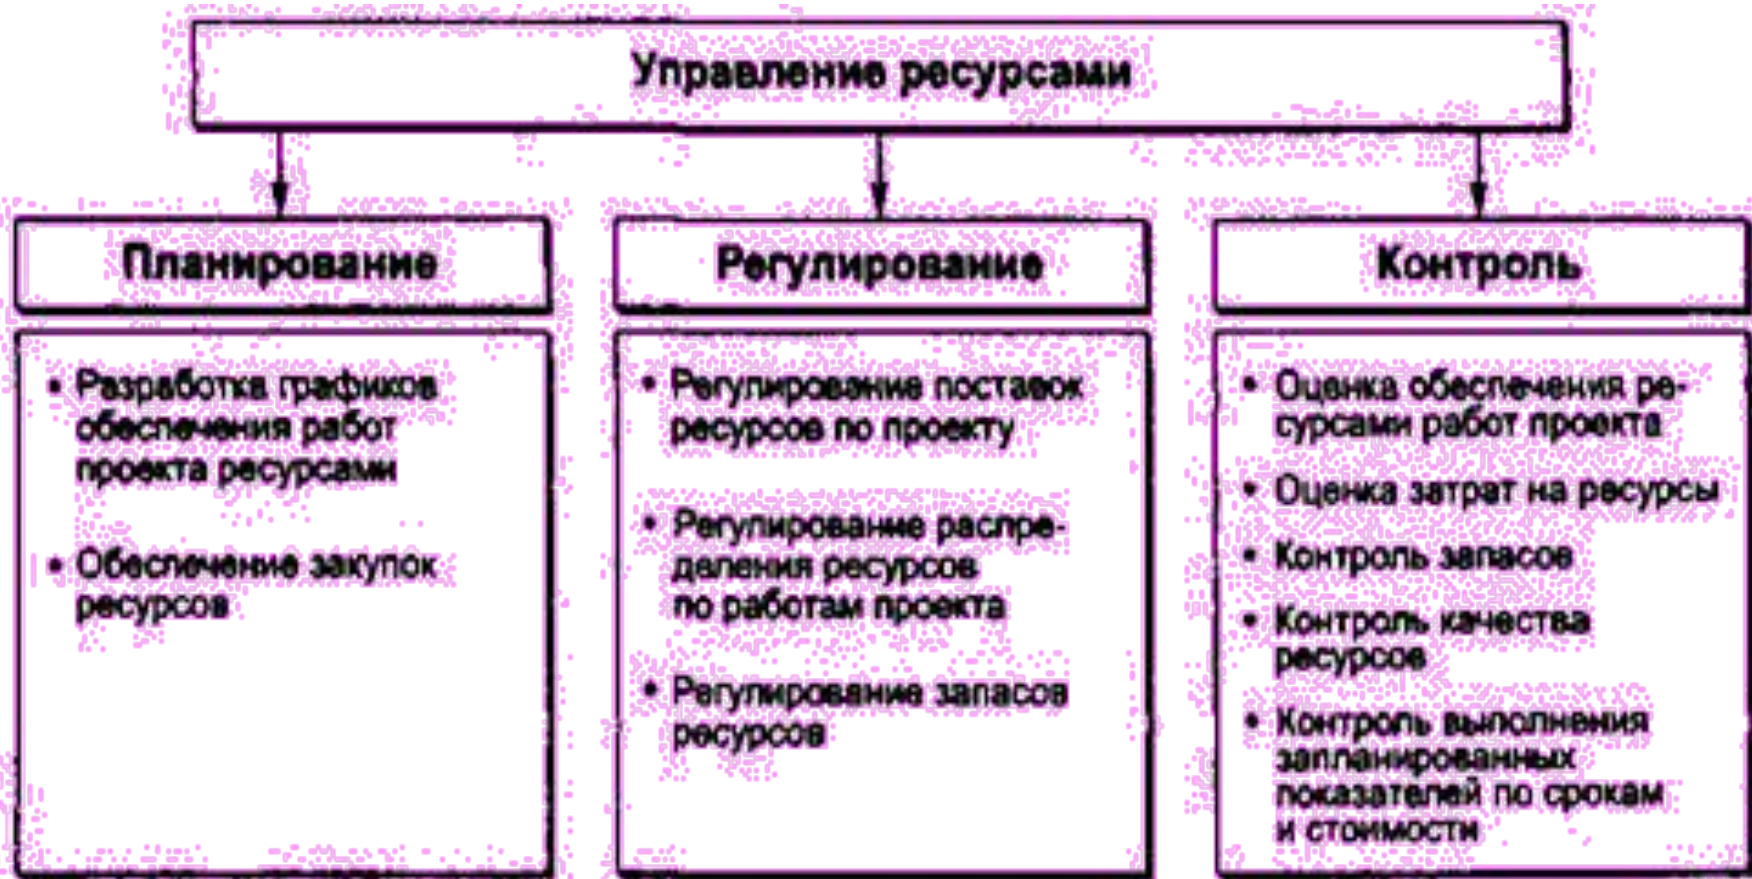 Управление ресурсами
Планирование
• Разработка графиков
обеспечения работ
проекта ресурсами
• Обеспечение закупок
ресурсов
Регулирование
• Регулирование поставок
ресурсов по проекту
• Регулирование распре-
деления ресурсов
по работам проекта
• Регулирование запасов
ресурсов
Контроль
• Оценка обеспечения ре-
сурсами работ проекта
• Оценка затрат на ресурсы
• Контроль запасов
• Контроль качества
ресурсов
• Контроль выполнения
запланированных
показателей по срокам
и стоимости